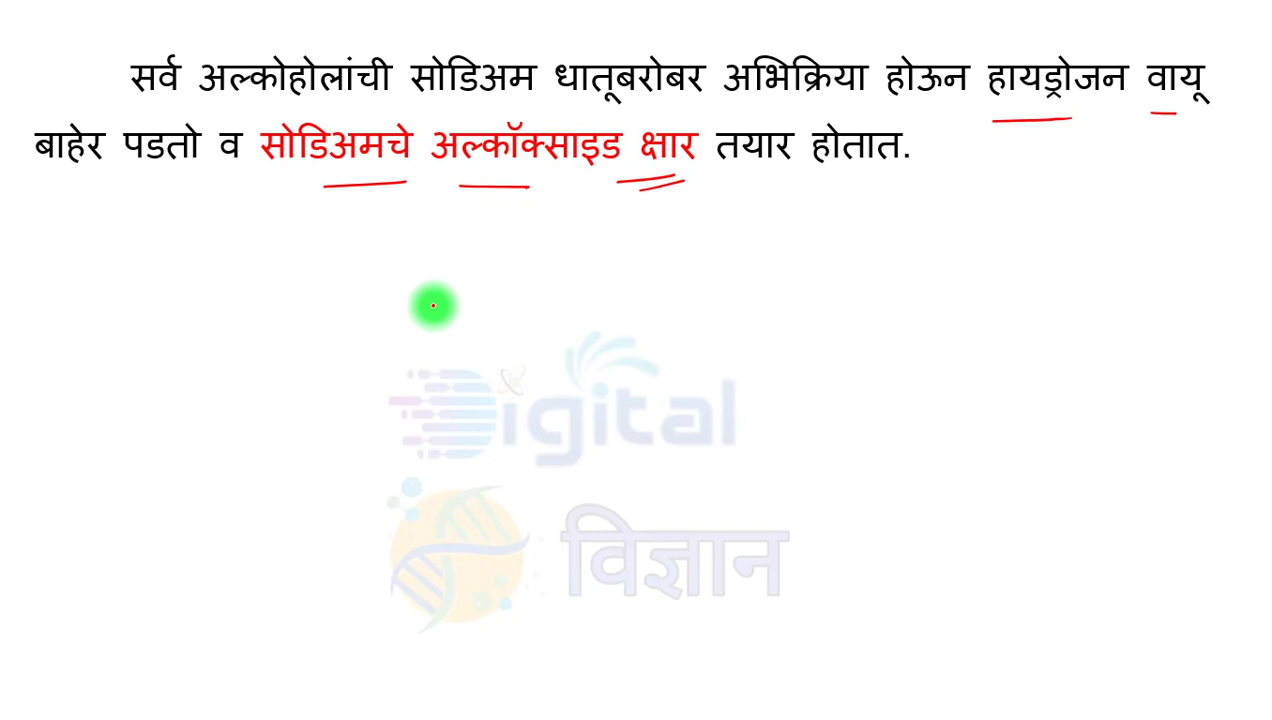 सर्व अल्कोहोलांची सोडिअम धातूबरोबर अभिक्रिया होऊन हायड्रोजन वायू
बाहेर पडतो व सोडिअमचे अल्कॉक्साइड क्षार तयार होतात.
Digital
विज्ञान